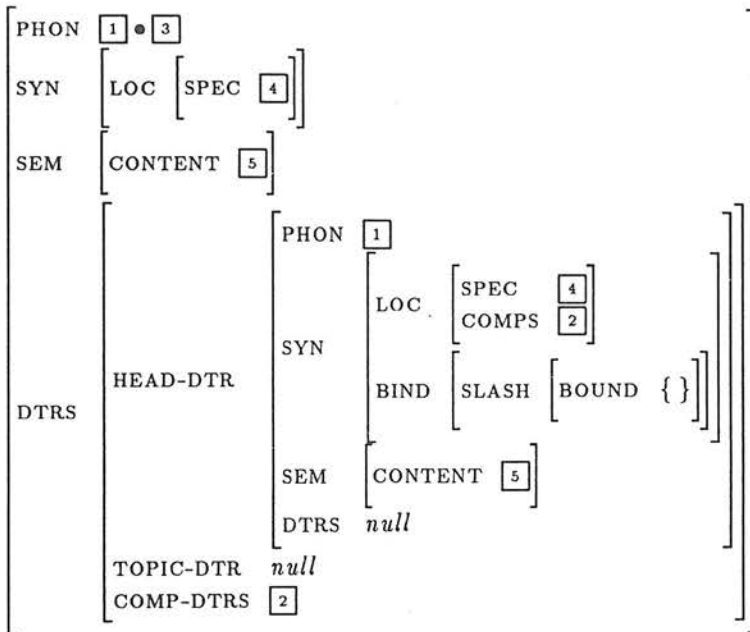 PHON 1 • 3
SYN LOC SPEC 4
SEM CONTENT 5
PHON 1
LOC SPEC 4
COMPS 2
SYN
HEAD-DTR BIND SLASH BOUND { }
DTRS
SEM CONTENT 5
DTRS null
TOPIC-DTR null
COMP-DTRS 2